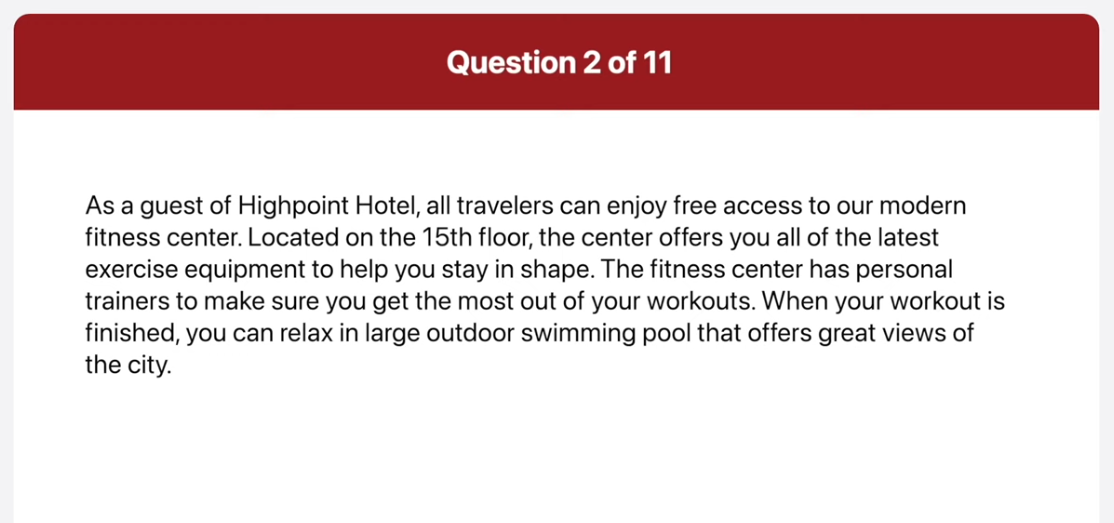 Question 2 of 11
As a guest of Highpoint Hotel, all travelers can enjoy free access to our modern
fitness center. Located on the 15th floor, the center offers you all of the latest
exercise equipment to help you stay in shape. The fitness center has personal
trainers to make sure you get the most out of your workouts. When your workout is
finished, you can relax in large outdoor swimming pool that offers great views of
the city.